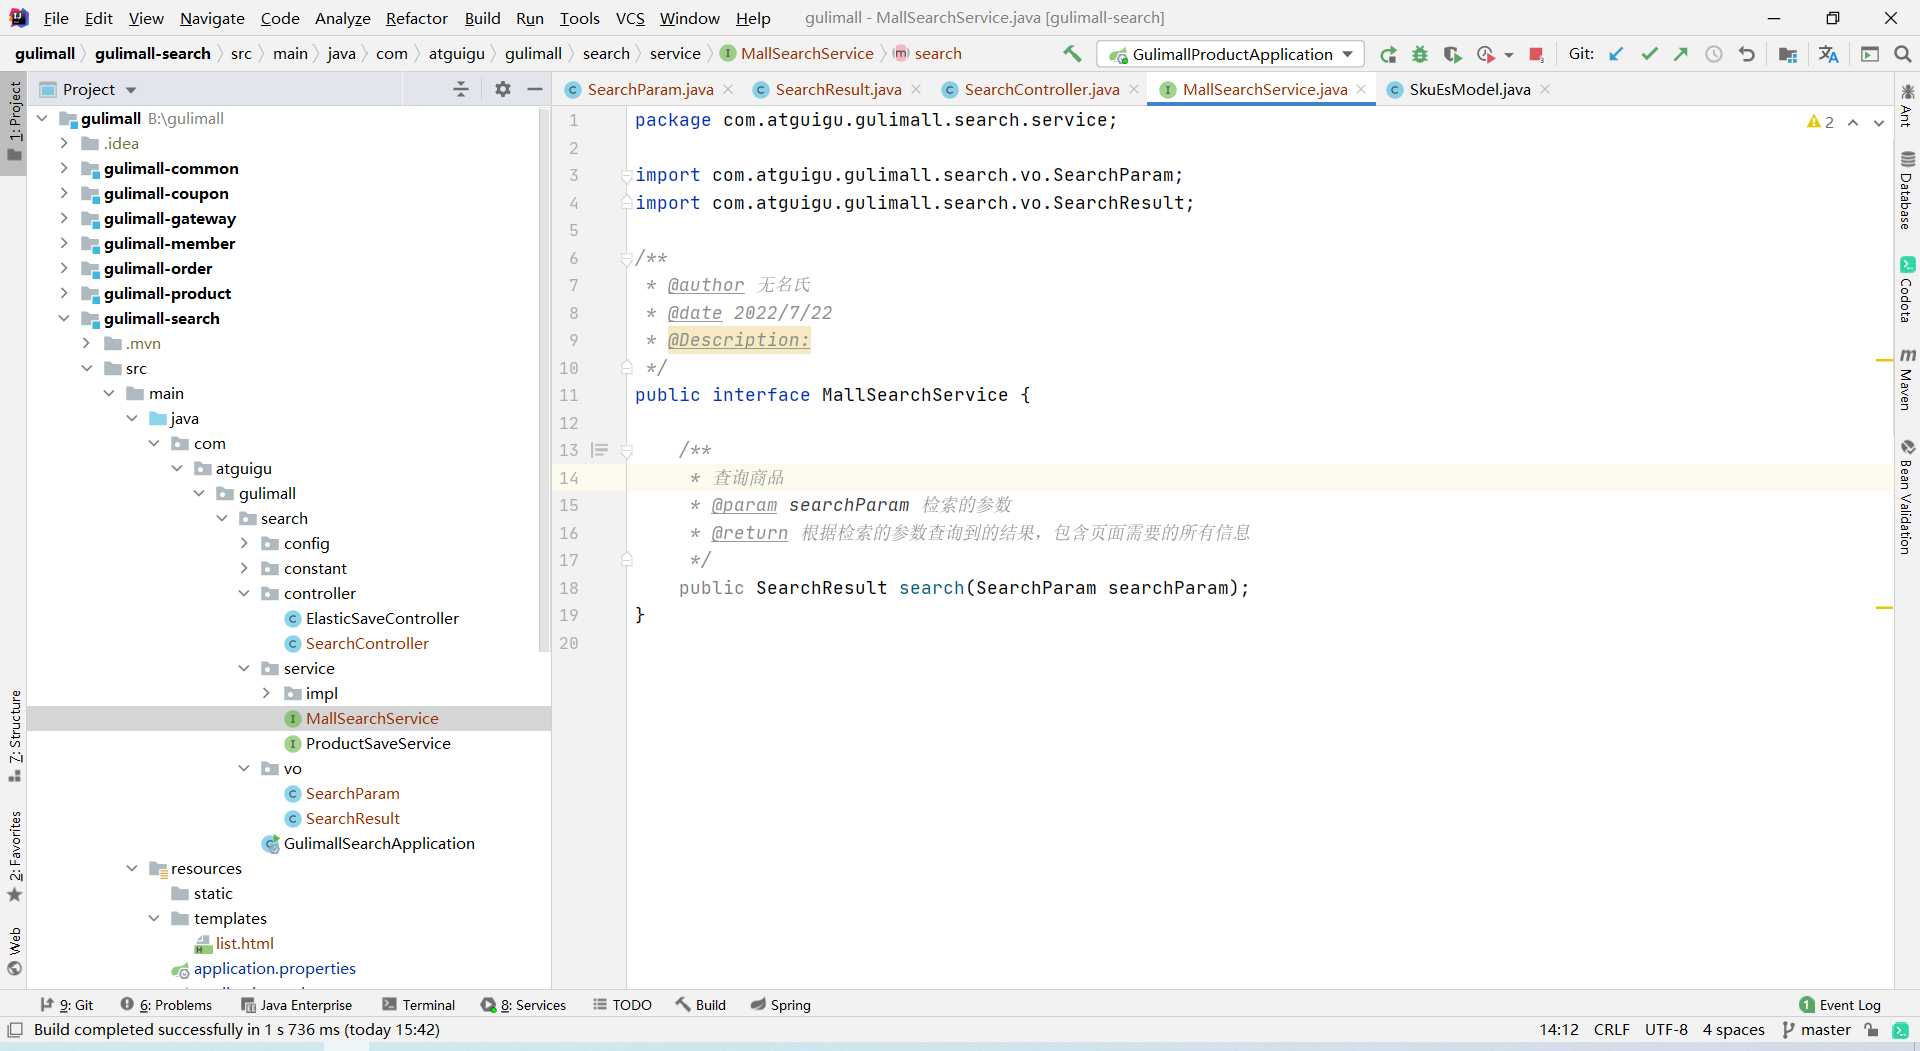 File Edit View Navigate Code Analyze Refactor Build Run Tools VCS Window Help gulimall - MallSearchService.java [gulimall-search]
gulimall gulimall-search src main java com atguigu gulimall search service MallSearchService search GulimallProductApplication Git:
Project
SearchParam.java SearchResult.java SearchController.java MallSearchService.java SkuEsModel.java
gulimall B:\gulimall
.idea
gulimall-common
gulimall-coupon
gulimall-gateway
gulimall-member
gulimall-order
gulimall-product
gulimall-search
.mvn
src
main
java
com
atguigu
gulimall
search
config
constant
controller
ElasticSaveController
SearchController
service
impl
MallSearchService
ProductSaveService
vo
SearchParam
SearchResult
GulimallSearchApplication
resources
static
templates
list.html
application.properties
1 package com.atguigu.gulimall.search.service;
2
3 import com.atguigu.gulimall.search.vo.SearchParam;
4 import com.atguigu.gulimall.search.vo.SearchResult;
5
6 /**
7 * @author 无名氏
8 * @date 2022/7/22
9 * @Description:
10 */
11 public interface MallSearchService {
12
13 /**
14 * 查询商品
15 * @param searchParam 检索的参数
16 * @return 根据检索的参数查询到的结果，包含页面需要的所有信息
17 */
18 public SearchResult search(SearchParam searchParam);
19 }
20
2
1: Project
7: Structure
2: Favorites
Web
Ant
Database
Codota
Maven
Bean Validation
9: Git 6: Problems Java Enterprise Terminal 8: Services TODO Build Spring 1 Event Log
Build completed successfully in 1 s 736 ms (today 15:42) 14:12 CRLF UTF-8 4 spaces master